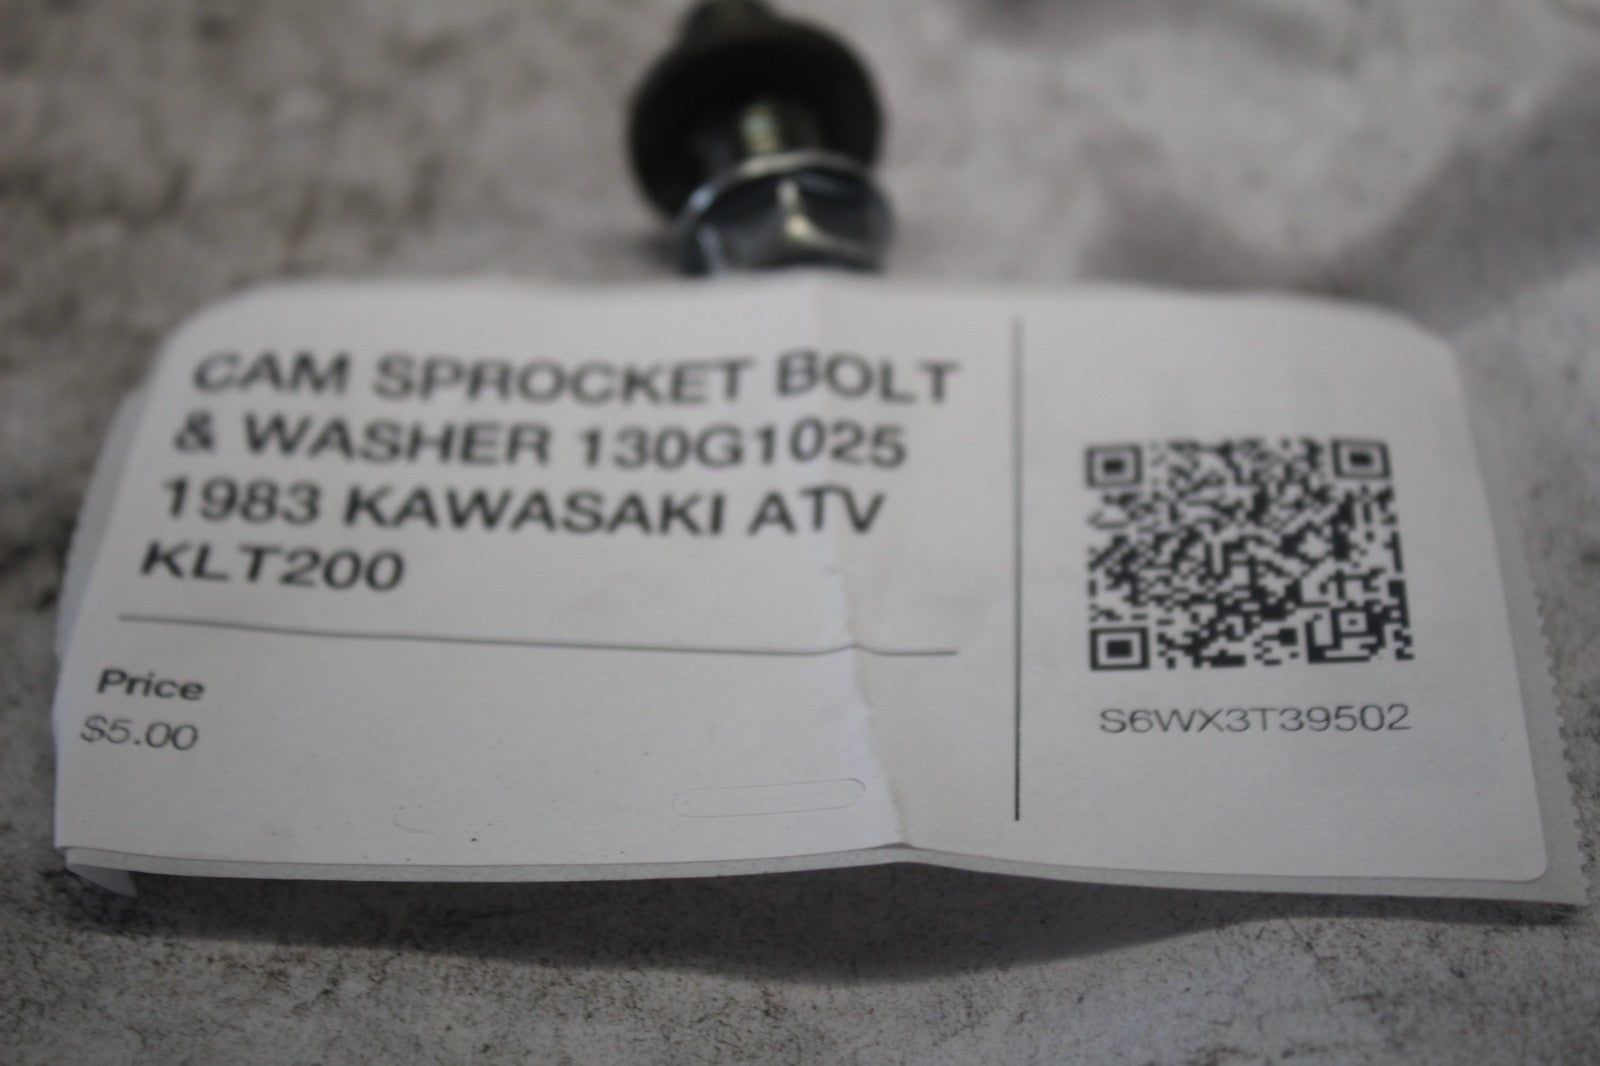 CAM SPROCKET BOLT
& WASHER 130G1025
1983 KAWASAKI ATV
KLT200
Price
$5.00
S6WX3T39502